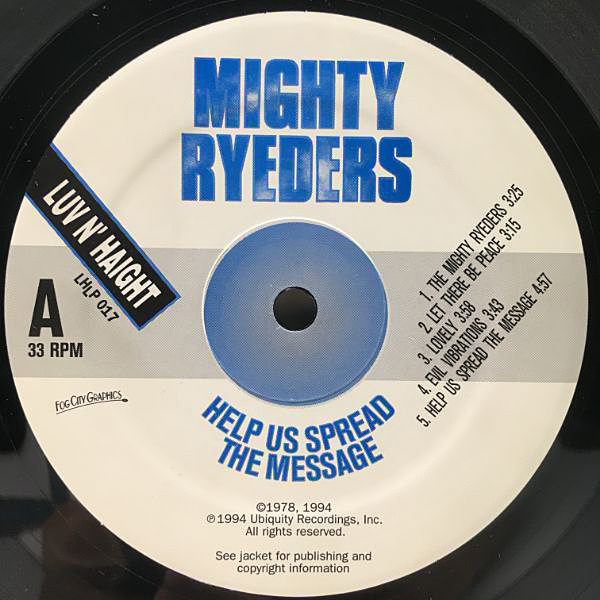 MIGHTY
RYEDERS
LUV N' HAIGHT
LHLP 017
A
33 RPM
1. THE MIGHTY RYEDERS 3:25
2. LET THERE BE PEACE 3:15
3. LOVELY 3:58
4. EVIL VIBRATIONS 3:43
5. HELP US SPREAD THE MESSAGE 4:57
FOG CITY GRAPHICS
HELP US SPREAD
THE MESSAGE
©1978, 1994
℗1994 Ubiquity Recordings, Inc.
All rights reserved.
See jacket for publishing and
copyright information